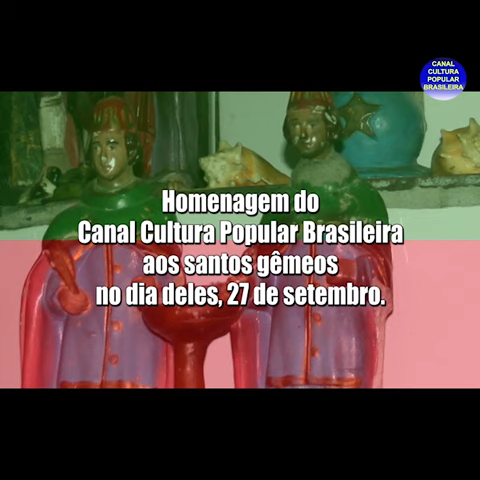 CANAL
CULTURA
POPULAR
BRASILEIRA
Homenagem do
Canal Cultura Popular Brasileira
aos santos gêmeos
no dia deles, 27 de setembro.